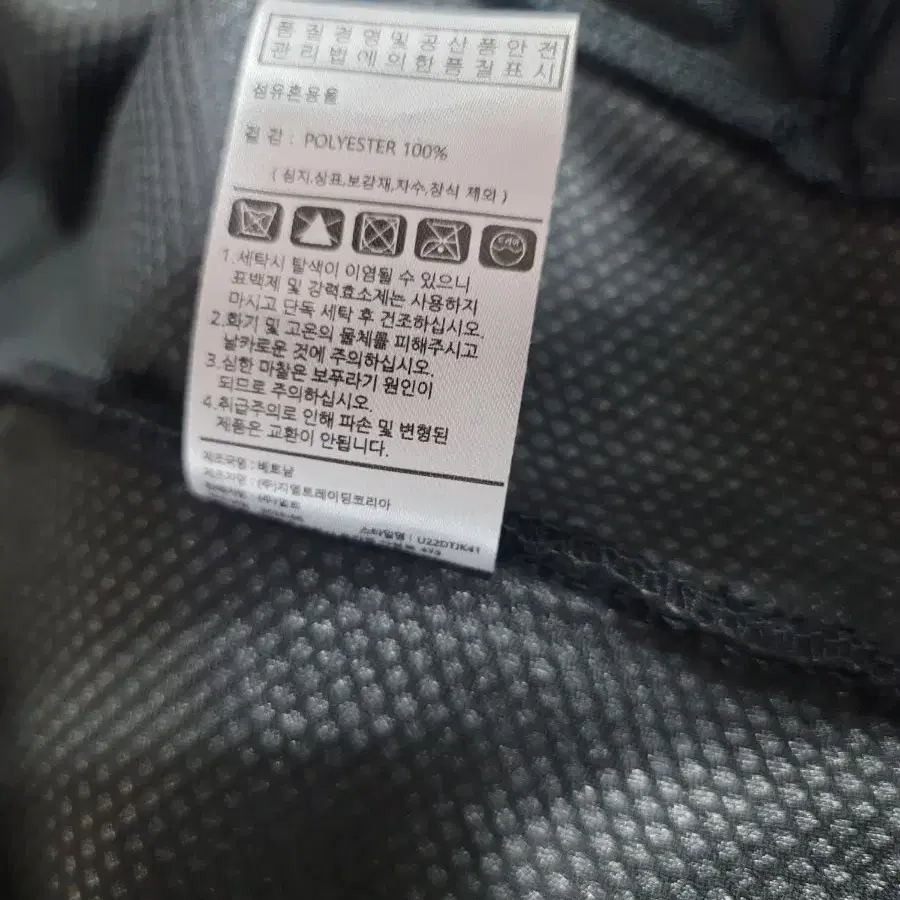 품질경영및공산품안전
관리법에의한품질표시
섬유혼용율
겉감 : POLYESTER 100%
( 심지,상표,보강재,자수,장식 제외 )
드라이
1.세탁시 탈색이 이염될 수 있으니
표백제 및 강력효소제는 사용하지
마시고 단독 세탁 후 건조하십시오.
2.화기 및 고온의 물체를 피해주시고
날카로운 것에 주의하십시오.
3.심한 마찰은 보푸라기 원인이
되므로 주의하십시오.
4.취급주의로 인해 파손 및 변형된
제품은 교환이 안됩니다.
제조국명 : 베트남
제조자명 : (주)지엘트레이딩코리아
스타일명 : U22DTJK41